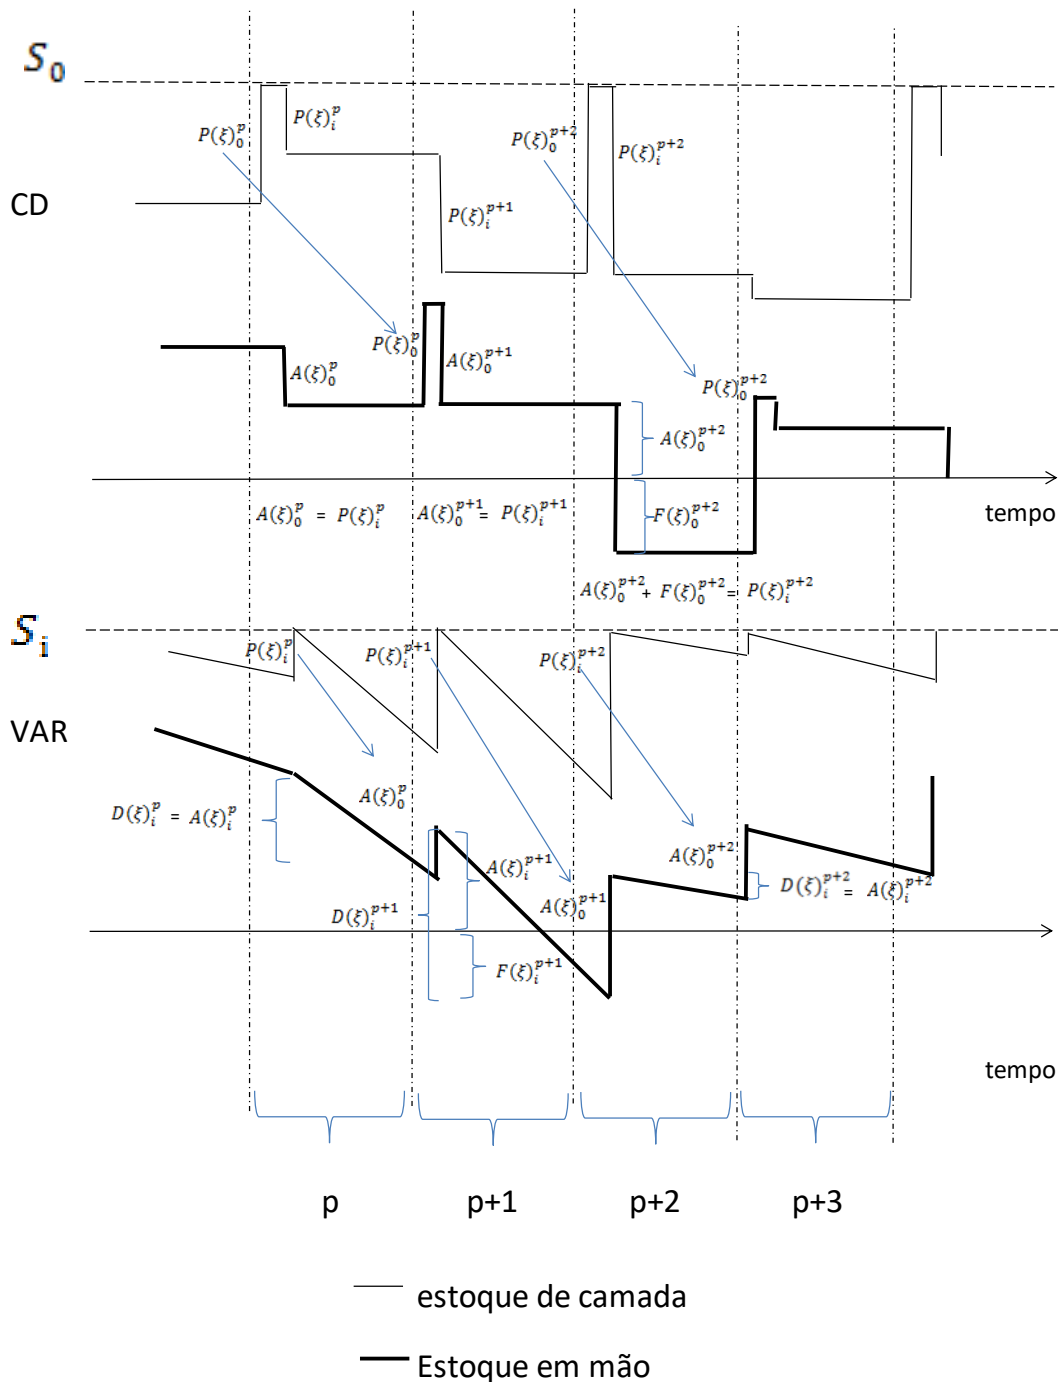 S₀
P(ξ)₀ᵖ
P(ξ)ᵢᵖ
P(ξ)₀ᵖ⁺²
P(ξ)ᵢᵖ⁺²
CD
P(ξ)ᵢᵖ⁺¹
P(ξ)₀ᵖ
A(ξ)₀ᵖ
A(ξ)₀ᵖ⁺¹
P(ξ)₀ᵖ⁺²
A(ξ)₀ᵖ⁺²
A(ξ)₀ᵖ = P(ξ)ᵢᵖ
A(ξ)₀ᵖ⁺¹ = P(ξ)ᵢᵖ⁺¹
F(ξ)₀ᵖ⁺²
tempo
A(ξ)₀ᵖ⁺² + F(ξ)₀ᵖ⁺² = P(ξ)ᵢᵖ⁺²
Sᵢ
P(ξ)ᵢᵖ
P(ξ)ᵢᵖ⁺¹
P(ξ)ᵢᵖ⁺²
VAR
D(ξ)ᵢᵖ = A(ξ)ᵢᵖ
A(ξ)₀ᵖ
A(ξ)ᵢᵖ⁺¹
A(ξ)₀ᵖ⁺²
D(ξ)ᵢᵖ⁺² = A(ξ)ᵢᵖ⁺²
D(ξ)ᵢᵖ⁺¹
A(ξ)₀ᵖ⁺¹
F(ξ)ᵢᵖ⁺¹
tempo
p
p+1
p+2
p+3
estoque de camada
Estoque em mão